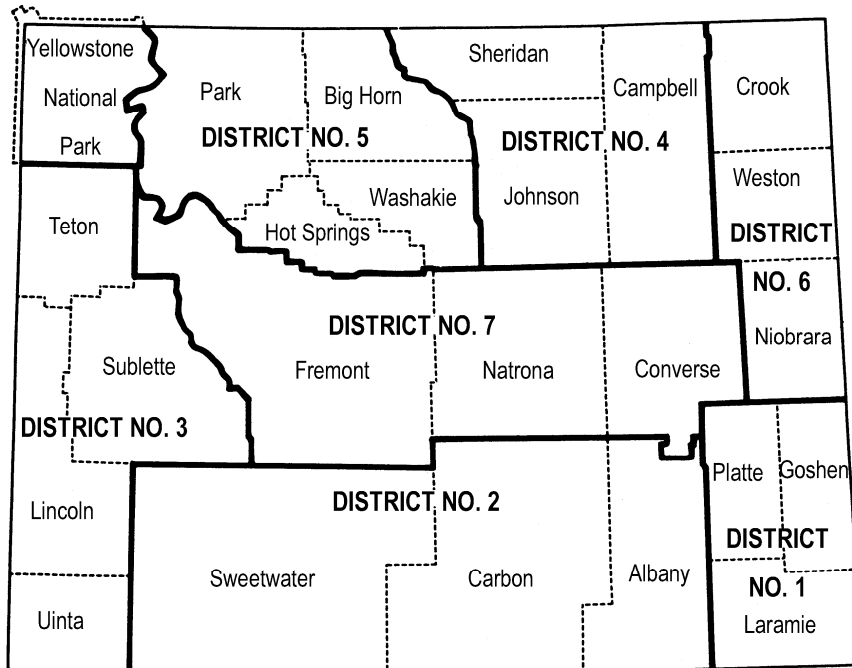 Yellowstone
National
Park
Park
Big Horn
Sheridan
Campbell
Crook
DISTRICT NO. 5
DISTRICT NO. 4
Washakie
Johnson
Weston
Teton
Hot Springs
DISTRICT
NO. 6
DISTRICT NO. 7
Niobrara
Sublette
Fremont
Natrona
Converse
DISTRICT NO. 3
Platte
Goshen
Lincoln
DISTRICT NO. 2
DISTRICT
NO. 1
Sweetwater
Carbon
Albany
Uinta
Laramie